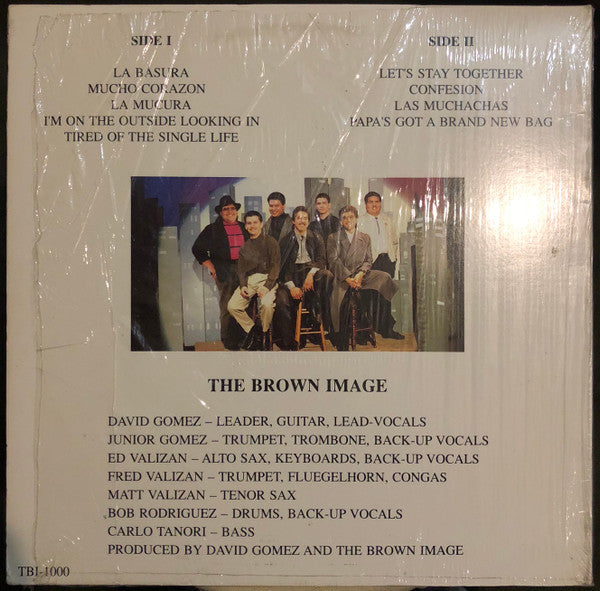 SIDE I
LA BASURA
MUCHO CORAZON
LA MUCURA
I'M ON THE OUTSIDE LOOKING IN
TIRED OF THE SINGLE LIFE
SIDE II
LET'S STAY TOGETHER
CONFESION
LAS MUCHACHAS
PAPA'S GOT A BRAND NEW BAG
THE BROWN IMAGE
DAVID GOMEZ – LEADER, GUITAR, LEAD-VOCALS
JUNIOR GOMEZ – TRUMPET, TROMBONE, BACK-UP VOCALS
ED VALIZAN – ALTO SAX, KEYBOARDS, BACK-UP VOCALS
FRED VALIZAN – TRUMPET, FLUEGELHORN, CONGAS
MATT VALIZAN – TENOR SAX
BOB RODRIGUEZ – DRUMS, BACK-UP VOCALS
CARLO TANORI – BASS
PRODUCED BY DAVID GOMEZ AND THE BROWN IMAGE
TBI-1000